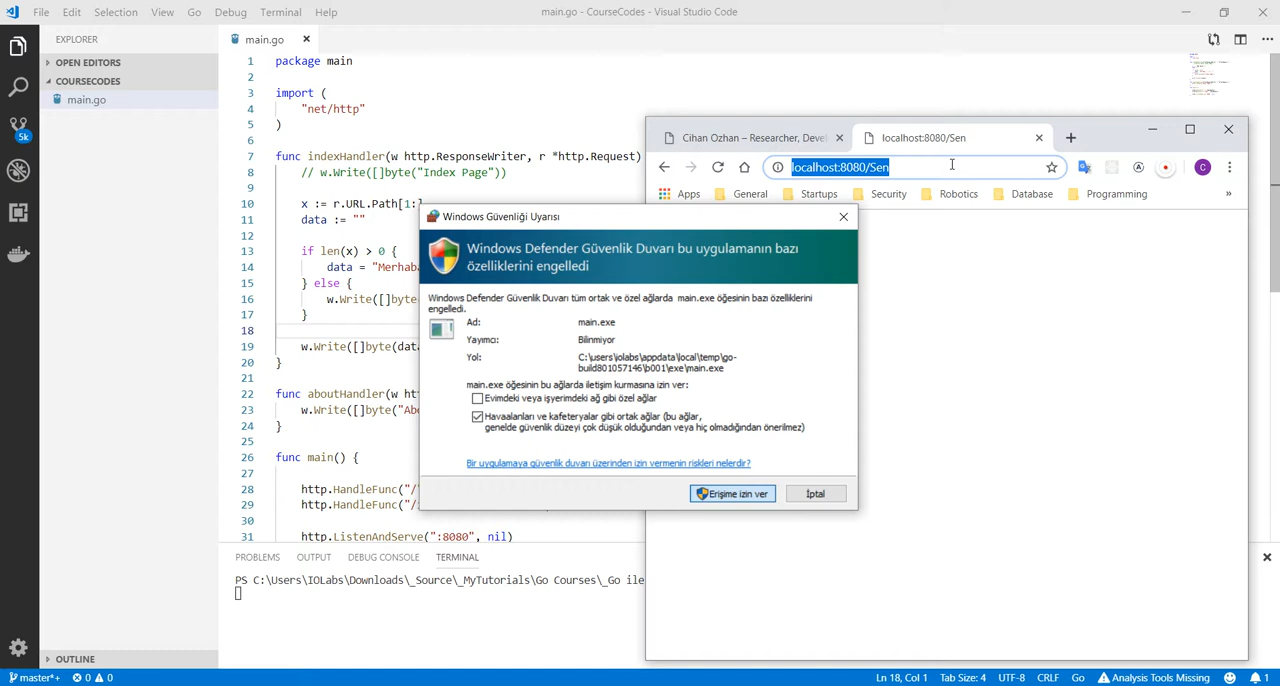 File Edit Selection View Go Debug Terminal Help
main.go - CourseCodes - Visual Studio Code
EXPLORER
OPEN EDITORS
COURSECODES
main.go
5k
OUTLINE
main.go
1 package main
2
3 import (
4 "net/http"
5 )
6
7 func indexHandler(w http.ResponseWriter, r *http.Request)
8 // w.Write([]byte("Index Page"))
9
10 x := r.URL.Path[1:]
11 data := ""
12
13 if len(x) > 0 {
14 data = "Merhaba
15 } else {
16 w.Write([]byte
17 }
18
19 w.Write([]byte(data
20 }
21
22 func aboutHandler(w ht
23 w.Write([]byte("Abo
24 }
25
26 func main() {
27
28 http.HandleFunc("/
29 http.HandleFunc("/
30
31 http.ListenAndServe(":8080", nil)
Cihan Ozhan – Researcher, Devel
localhost:8080/Sen
localhost:8080/Sen
C
Apps General Startups Security Robotics Database Programming »
Windows Güvenliği Uyarısı
Windows Defender Güvenlik Duvarı bu uygulamanın bazı
özelliklerini engelledi
Windows Defender Güvenlik Duvarı tüm ortak ve özel ağlarda main.exe öğesinin bazı özelliklerini
engelledi.
Ad: main.exe
Yayımcı: Bilinmiyor
Yol: C:\users\iolabs\appdata\local\temp\go-
build801057146\b001\exe\main.exe
main.exe öğesinin bu ağlarda iletişim kurmasına izin ver:
Evimdeki veya işyerimdeki ağ gibi özel ağlar
Havaalanları ve kafeteryalar gibi ortak ağlar (bu ağlar,
genelde güvenlik düzeyi çok düşük olduğundan veya hiç olmadığından önerilmez)
Bir uygulamaya güvenlik duvarı üzerinden izin vermenin riskleri nelerdir?
Erişime izin ver İptal
PROBLEMS OUTPUT DEBUG CONSOLE TERMINAL
PS C:\Users\IOLabs\Downloads\_Source\_MyTutorials\Go Courses\_Go ile
master*+ 0 0 Ln 18, Col 1 Tab Size: 4 UTF-8 CRLF Go Analysis Tools Missing 1